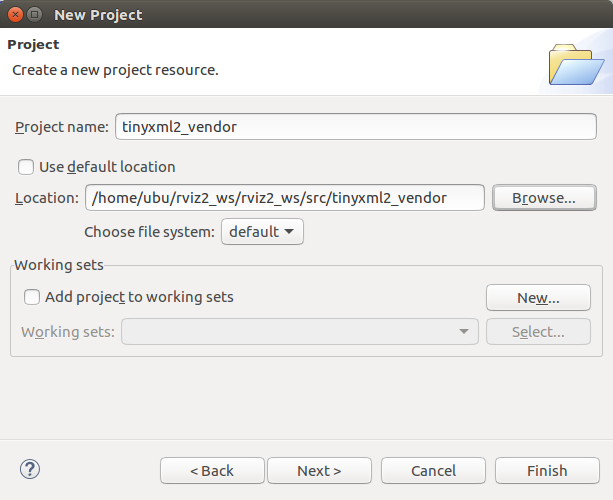 New Project
Project
Create a new project resource.
Project name: tinyxml2_vendor
Use default location
Location: /home/ubu/rviz2_ws/rviz2_ws/src/tinyxml2_vendor Browse...
Choose file system: default
Working sets
Add project to working sets New...
Working sets: Select...
? < Back Next > Cancel Finish